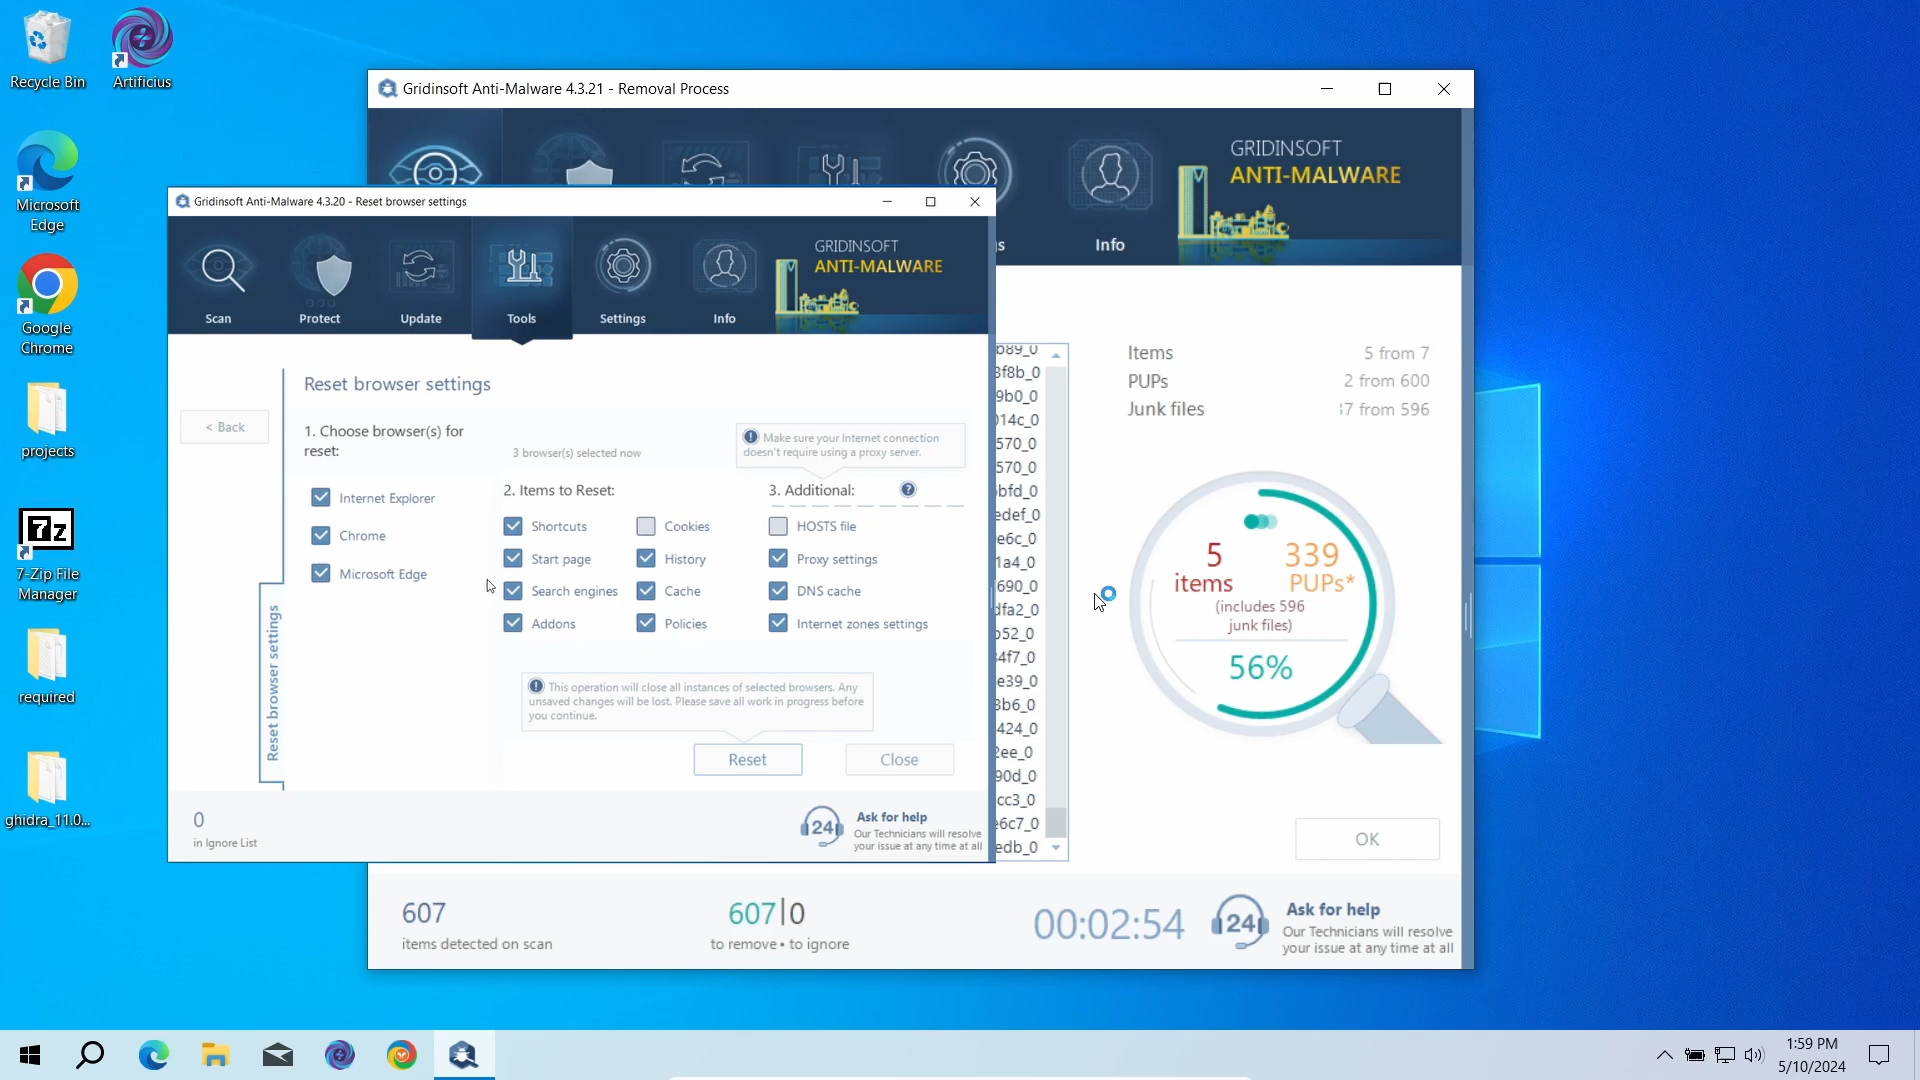 Recycle Bin
Artificius
Microsoft
Edge
Google
Chrome
projects
7-Zip File
Manager
required
ghidra_11.0...
Gridinsoft Anti-Malware 4.3.21 - Removal Process
GRIDINSOFT
ANTI-MALWARE
Info
Gridinsoft Anti-Malware 4.3.20 - Reset browser settings
Scan
Protect
Update
Tools
Settings
Info
GRIDINSOFT
ANTI-MALWARE
< Back
Reset browser settings
Reset browser settings
1. Choose browser(s) for
reset:
3 browser(s) selected now
Make sure your Internet connection
doesn't require using a proxy server.
Internet Explorer
Chrome
Microsoft Edge
2. Items to Reset:
Shortcuts
Cookies
Start page
History
Search engines
Cache
Addons
Policies
3. Additional:
HOSTS file
Proxy settings
DNS cache
Internet zones settings
This operation will close all instances of selected browsers. Any
unsaved changes will be lost. Please save all work in progress before
you continue.
Reset
Close
0
in Ignore List
24
Ask for help
Our Technicians will resolve
your issue at any time at all
Items 5 from 7
PUPs 2 from 600
Junk files 37 from 596
5
items
339
PUPs*
(includes 596
junk files)
56%
OK
607
items detected on scan
607|0
to remove • to ignore
00:02:54
24
Ask for help
Our Technicians will resolve
your issue at any time at all
1:59 PM
5/10/2024